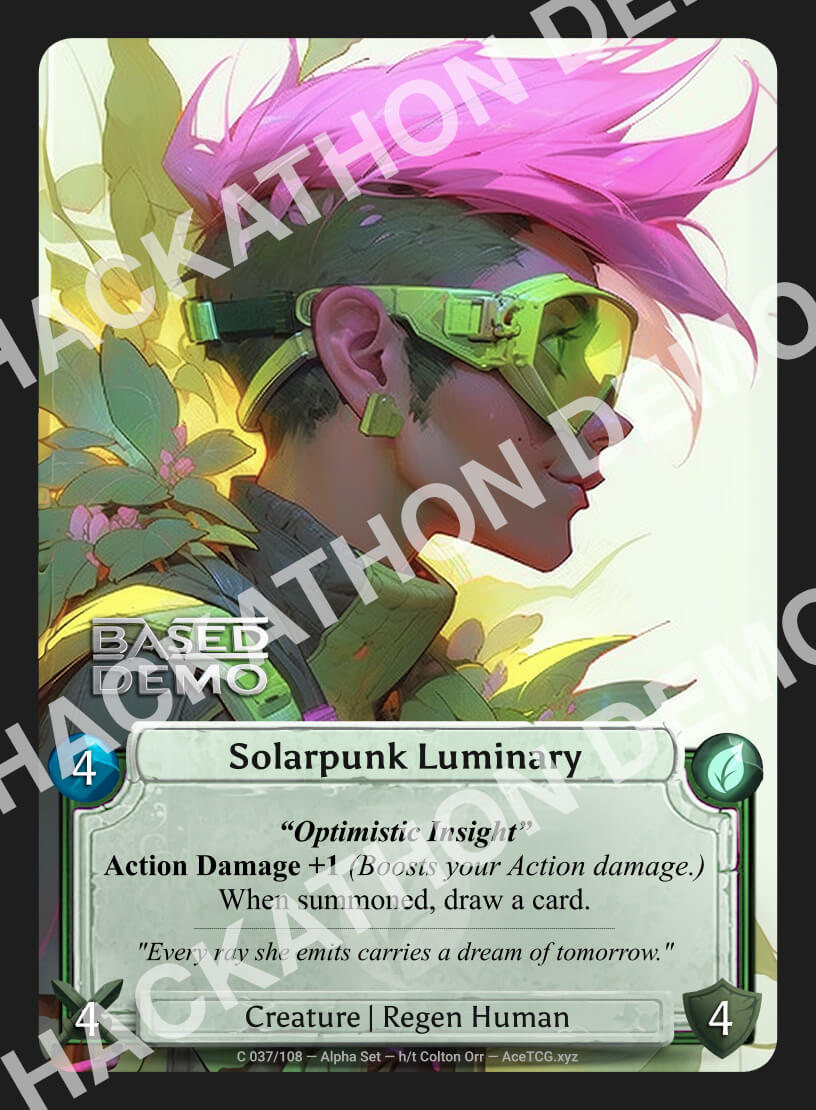 HACKATHON DEMO
HACKATHON DEMO
HACKATHON DEMO
BASED
DEMO
4
Solarpunk Luminary
“Optimistic Insight”
Action Damage +1 (Boosts your Action damage.)
When summoned, draw a card.
"Every ray she emits carries a dream of tomorrow."
4
Creature | Regen Human
4
C 037/108 — Alpha Set — h/t Colton Orr — AceTCG.xyz